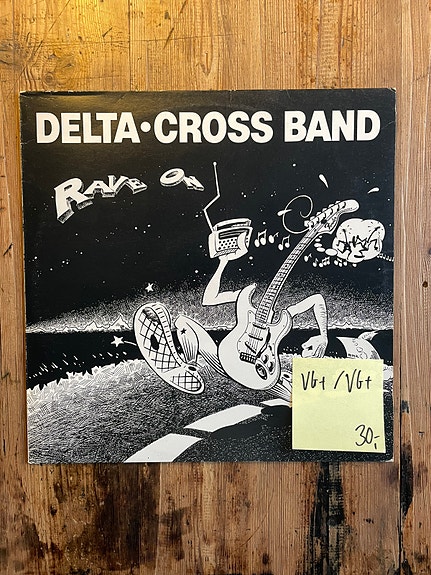 DELTA•CROSS BAND
RAVE ON
VG+ / VG+
30,-